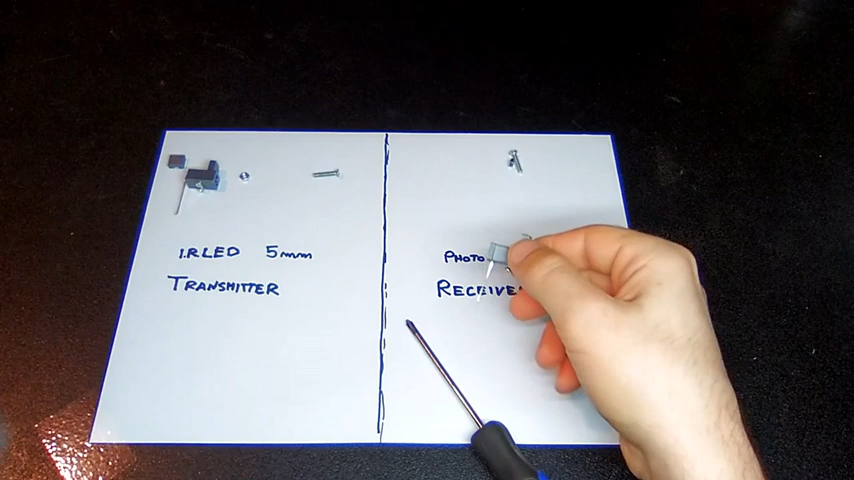 I.R LED 5mm
TRANSMITTER
PHOTO
RECEIVE